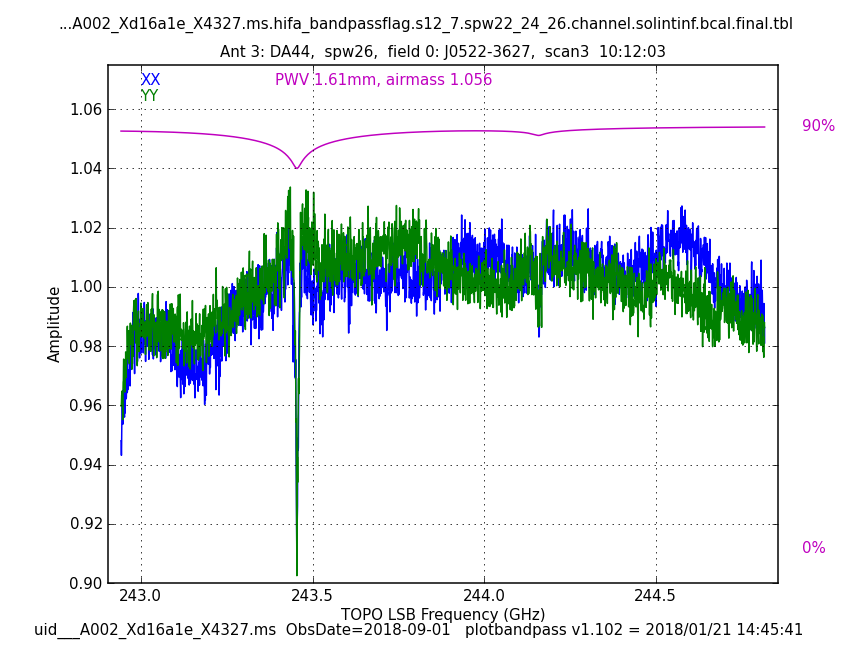 ...A002_Xd16a1e_X4327.ms.hifa_bandpassflag.s12_7.spw22_24_26.channel.solintinf.bcal.final.tbl
Ant 3: DA44,  spw26,  field 0: J0522-3627,  scan3  10:12:03
XX
YY
PWV 1.61mm, airmass 1.056
90%
0%
1.06
1.04
1.02
1.00
0.98
0.96
0.94
0.92
0.90
Amplitude
243.0 243.5 244.0 244.5
TOPO LSB Frequency (GHz)
uid___A002_Xd16a1e_X4327.ms  ObsDate=2018-09-01   plotbandpass v1.102 = 2018/01/21 14:45:41